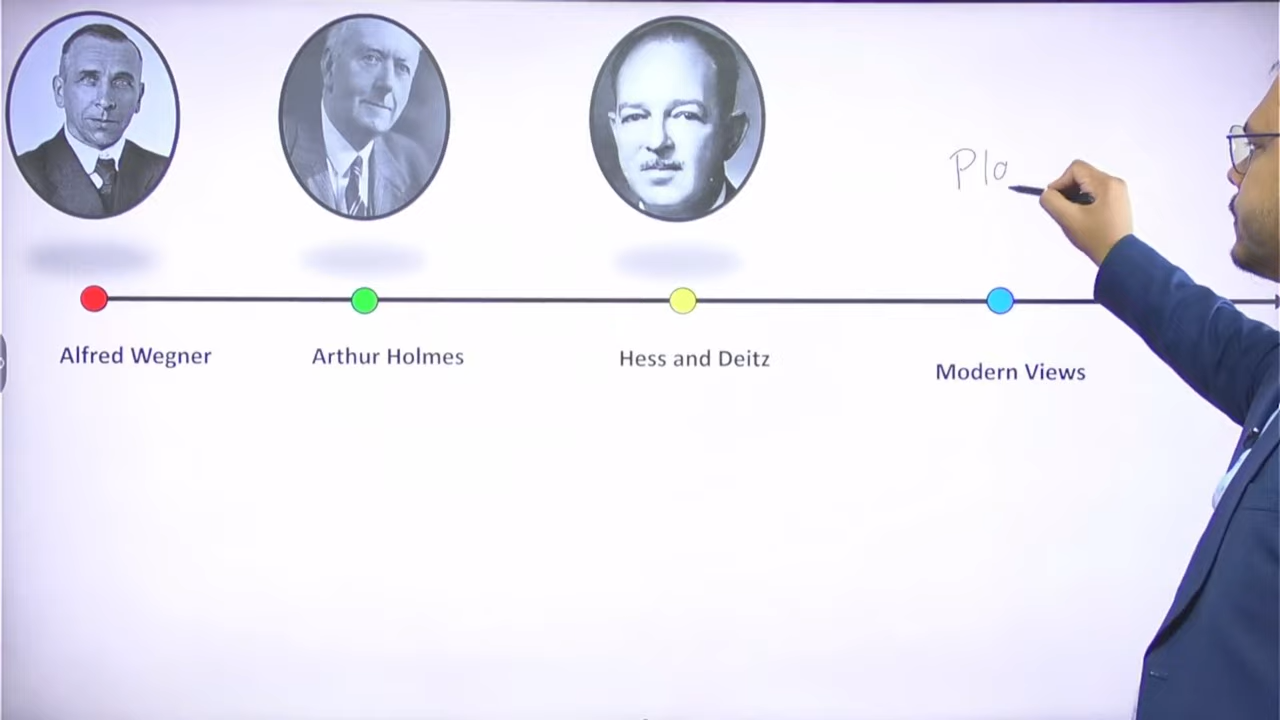 Plo
Alfred Wegner
Arthur Holmes
Hess and Deitz
Modern Views